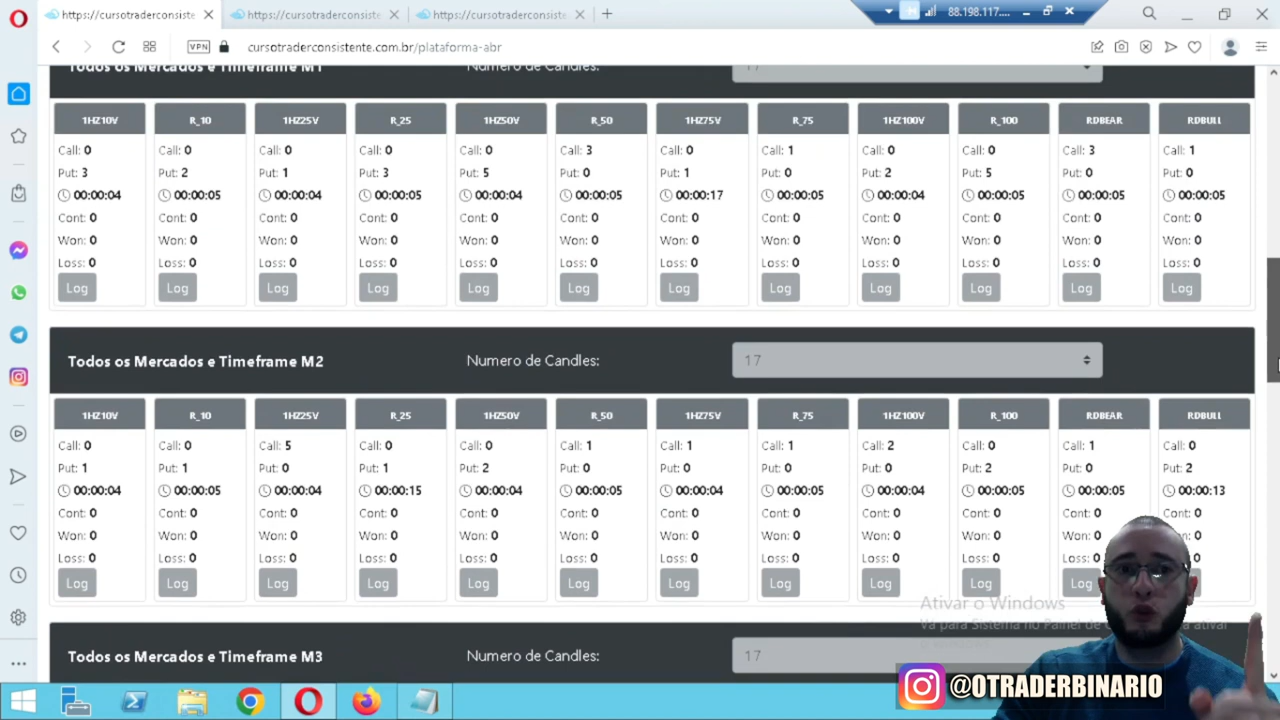 https://cursotraderconsiste
https://cursotraderconsistent
https://cursotraderconsistent
88.198.117....
VPN
cursotraderconsistente.com.br/plataforma-abr
Todos os Mercados e Timeframe M1 Numero de Candles: 17
1HZ10V R_10 1HZ25V R_25 1HZ50V R_50 1HZ75V R_75 1HZ100V R_100 RDBEAR RDBULL
Call: 0 Call: 0 Call: 0 Call: 0 Call: 0 Call: 3 Call: 0 Call: 1 Call: 0 Call: 0 Call: 3 Call: 1
Put: 3 Put: 2 Put: 1 Put: 3 Put: 5 Put: 0 Put: 1 Put: 0 Put: 2 Put: 5 Put: 0 Put: 0
00:00:04 00:00:05 00:00:04 00:00:05 00:00:04 00:00:05 00:00:17 00:00:05 00:00:04 00:00:05 00:00:05 00:00:05
Cont: 0 Cont: 0 Cont: 0 Cont: 0 Cont: 0 Cont: 0 Cont: 0 Cont: 0 Cont: 0 Cont: 0 Cont: 0 Cont: 0
Won: 0 Won: 0 Won: 0 Won: 0 Won: 0 Won: 0 Won: 0 Won: 0 Won: 0 Won: 0 Won: 0 Won: 0
Loss: 0 Loss: 0 Loss: 0 Loss: 0 Loss: 0 Loss: 0 Loss: 0 Loss: 0 Loss: 0 Loss: 0 Loss: 0 Loss: 0
Log Log Log Log Log Log Log Log Log Log Log Log
Todos os Mercados e Timeframe M2 Numero de Candles: 17
1HZ10V R_10 1HZ25V R_25 1HZ50V R_50 1HZ75V R_75 1HZ100V R_100 RDBEAR RDBULL
Call: 0 Call: 0 Call: 5 Call: 0 Call: 0 Call: 1 Call: 1 Call: 1 Call: 2 Call: 0 Call: 1 Call: 0
Put: 1 Put: 1 Put: 0 Put: 1 Put: 2 Put: 0 Put: 0 Put: 0 Put: 0 Put: 2 Put: 0 Put: 2
00:00:04 00:00:05 00:00:04 00:00:15 00:00:04 00:00:05 00:00:04 00:00:05 00:00:04 00:00:05 00:00:05 00:00:13
Cont: 0 Cont: 0 Cont: 0 Cont: 0 Cont: 0 Cont: 0 Cont: 0 Cont: 0 Cont: 0 Cont: 0 Cont: 0 Cont: 0
Won: 0 Won: 0 Won: 0 Won: 0 Won: 0 Won: 0 Won: 0 Won: 0 Won: 0 Won: 0 Won: 0 0
Loss: 0 Loss: 0 Loss: 0 Loss: 0 Loss: 0 Loss: 0 Loss: 0 Loss: 0 Loss: 0 Loss: 0 Loss: 0 0
Log Log Log Log Log Log Log Log Log Log Log
Ativar o Windows
Vá para Sistema no Painel de ativar
Todos os Mercados e Timeframe M3 Numero de Candles: 17
@OTRADERBINARIO